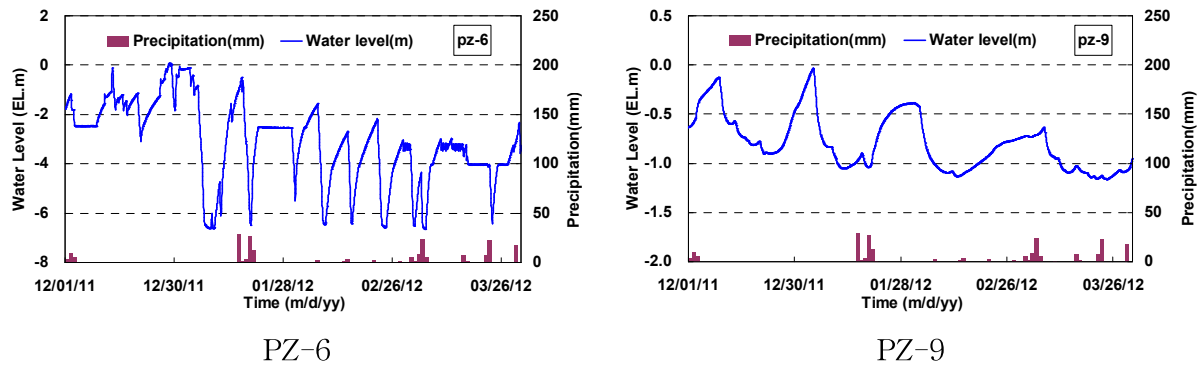 2
0
-2
-4
-6
-8
Water Level (EL.m)
Precipitation(mm) Water level(m)
pz-6
250
200
150
100
50
0
Precipitation(mm)
12/01/11 12/30/11 01/28/12 02/26/12 03/26/12
Time (m/d/yy)
PZ-6
0.5
0.0
-0.5
-1.0
-1.5
-2.0
Water Level (EL.m)
Precipitation(mm) Water level(m)
pz-9
250
200
150
100
50
0
Precipitation(mm)
12/01/11 12/30/11 01/28/12 02/26/12 03/26/12
Time (m/d/yy)
PZ-9